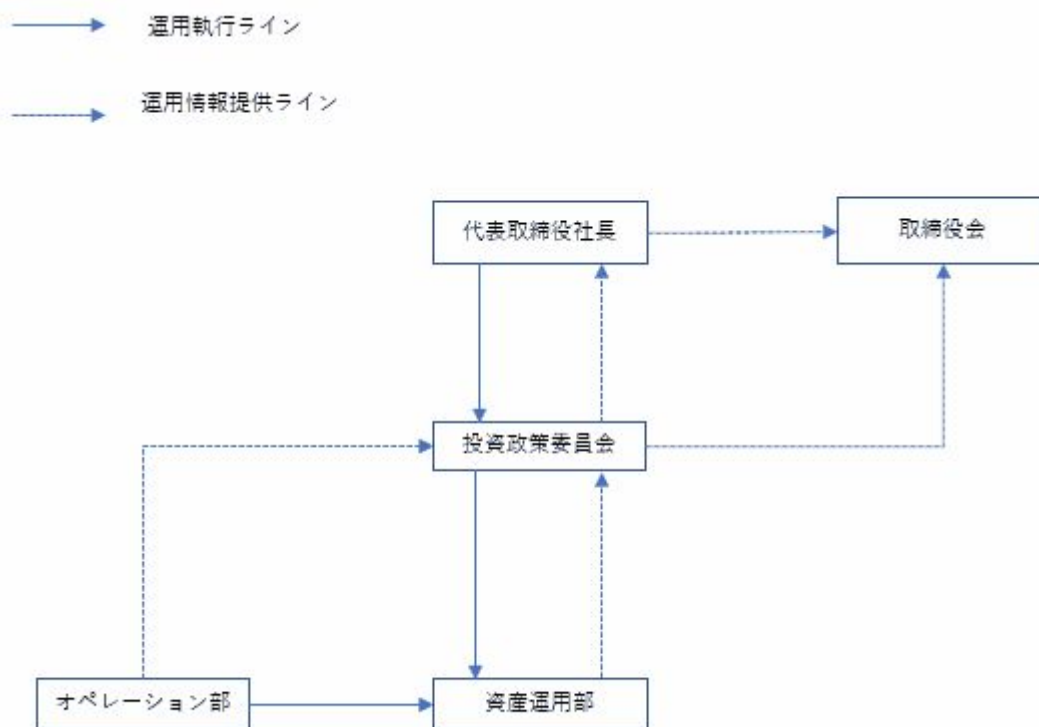 運用執行ライン
運用情報提供ライン
代表取締役社長
取締役会
投資政策委員会
オペレーション部
資産運用部